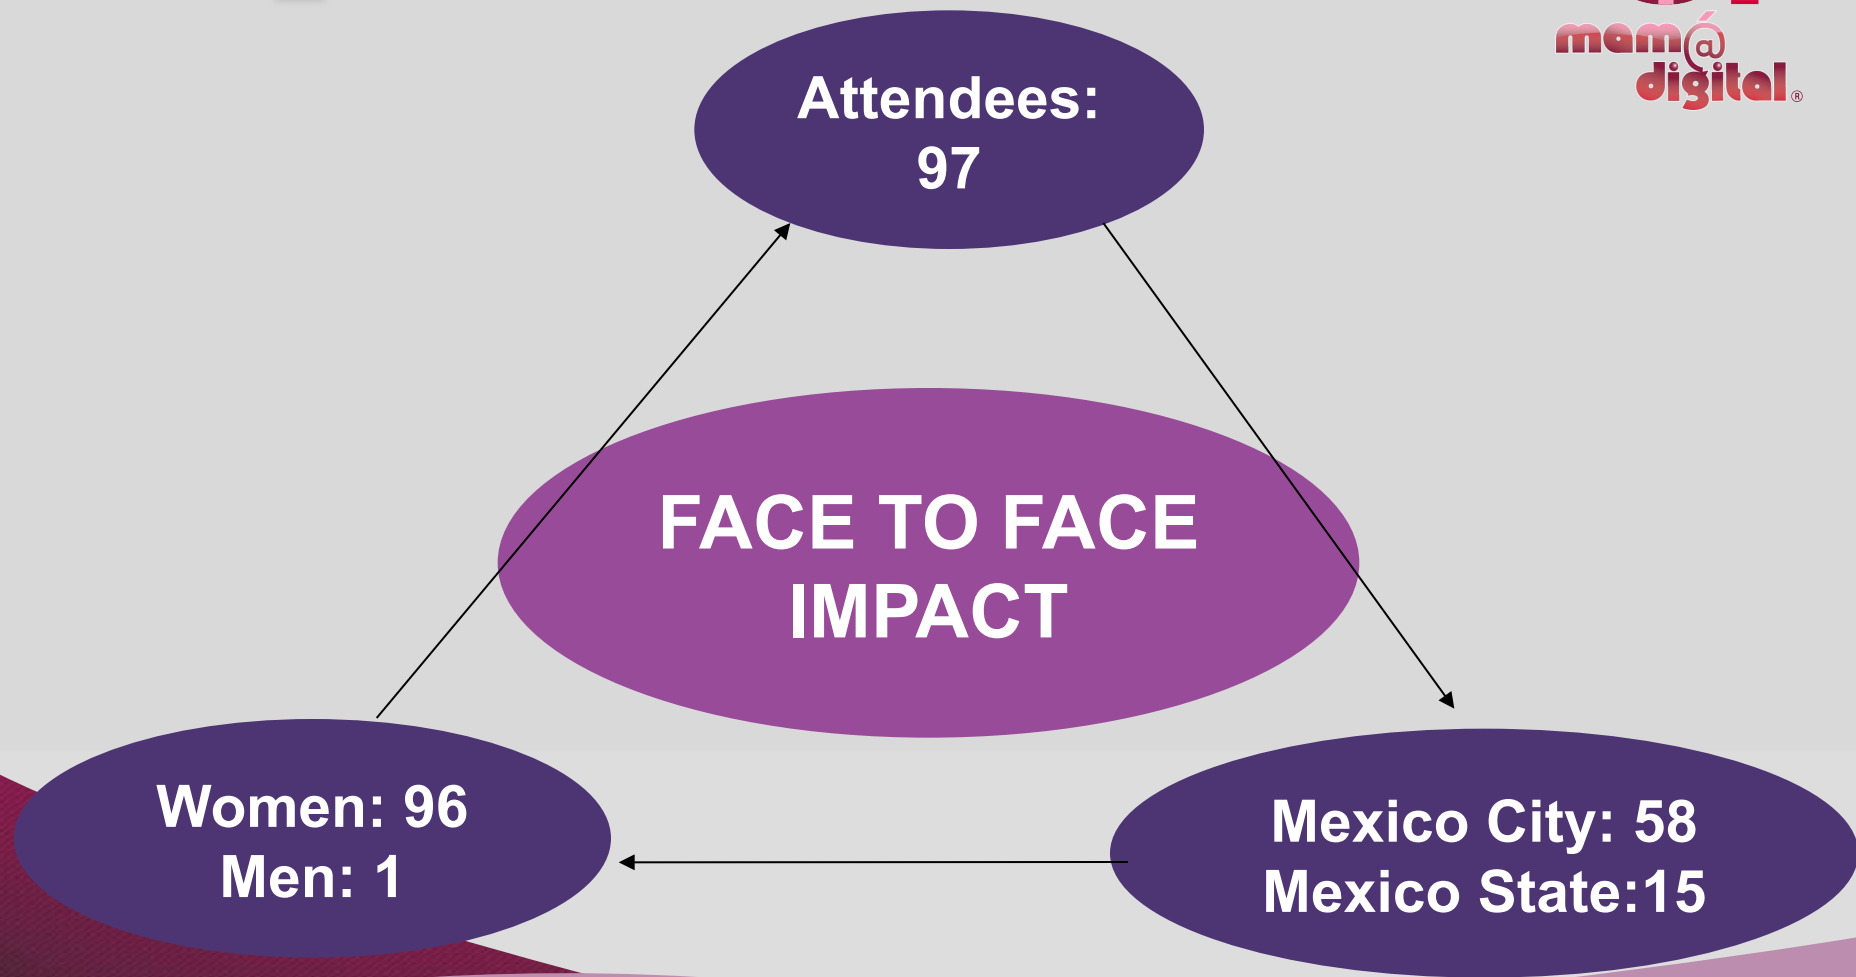 mam@
digital®
Attendees:
97
FACE TO FACE
IMPACT
Women: 96
Men: 1
Mexico City: 58
Mexico State:15